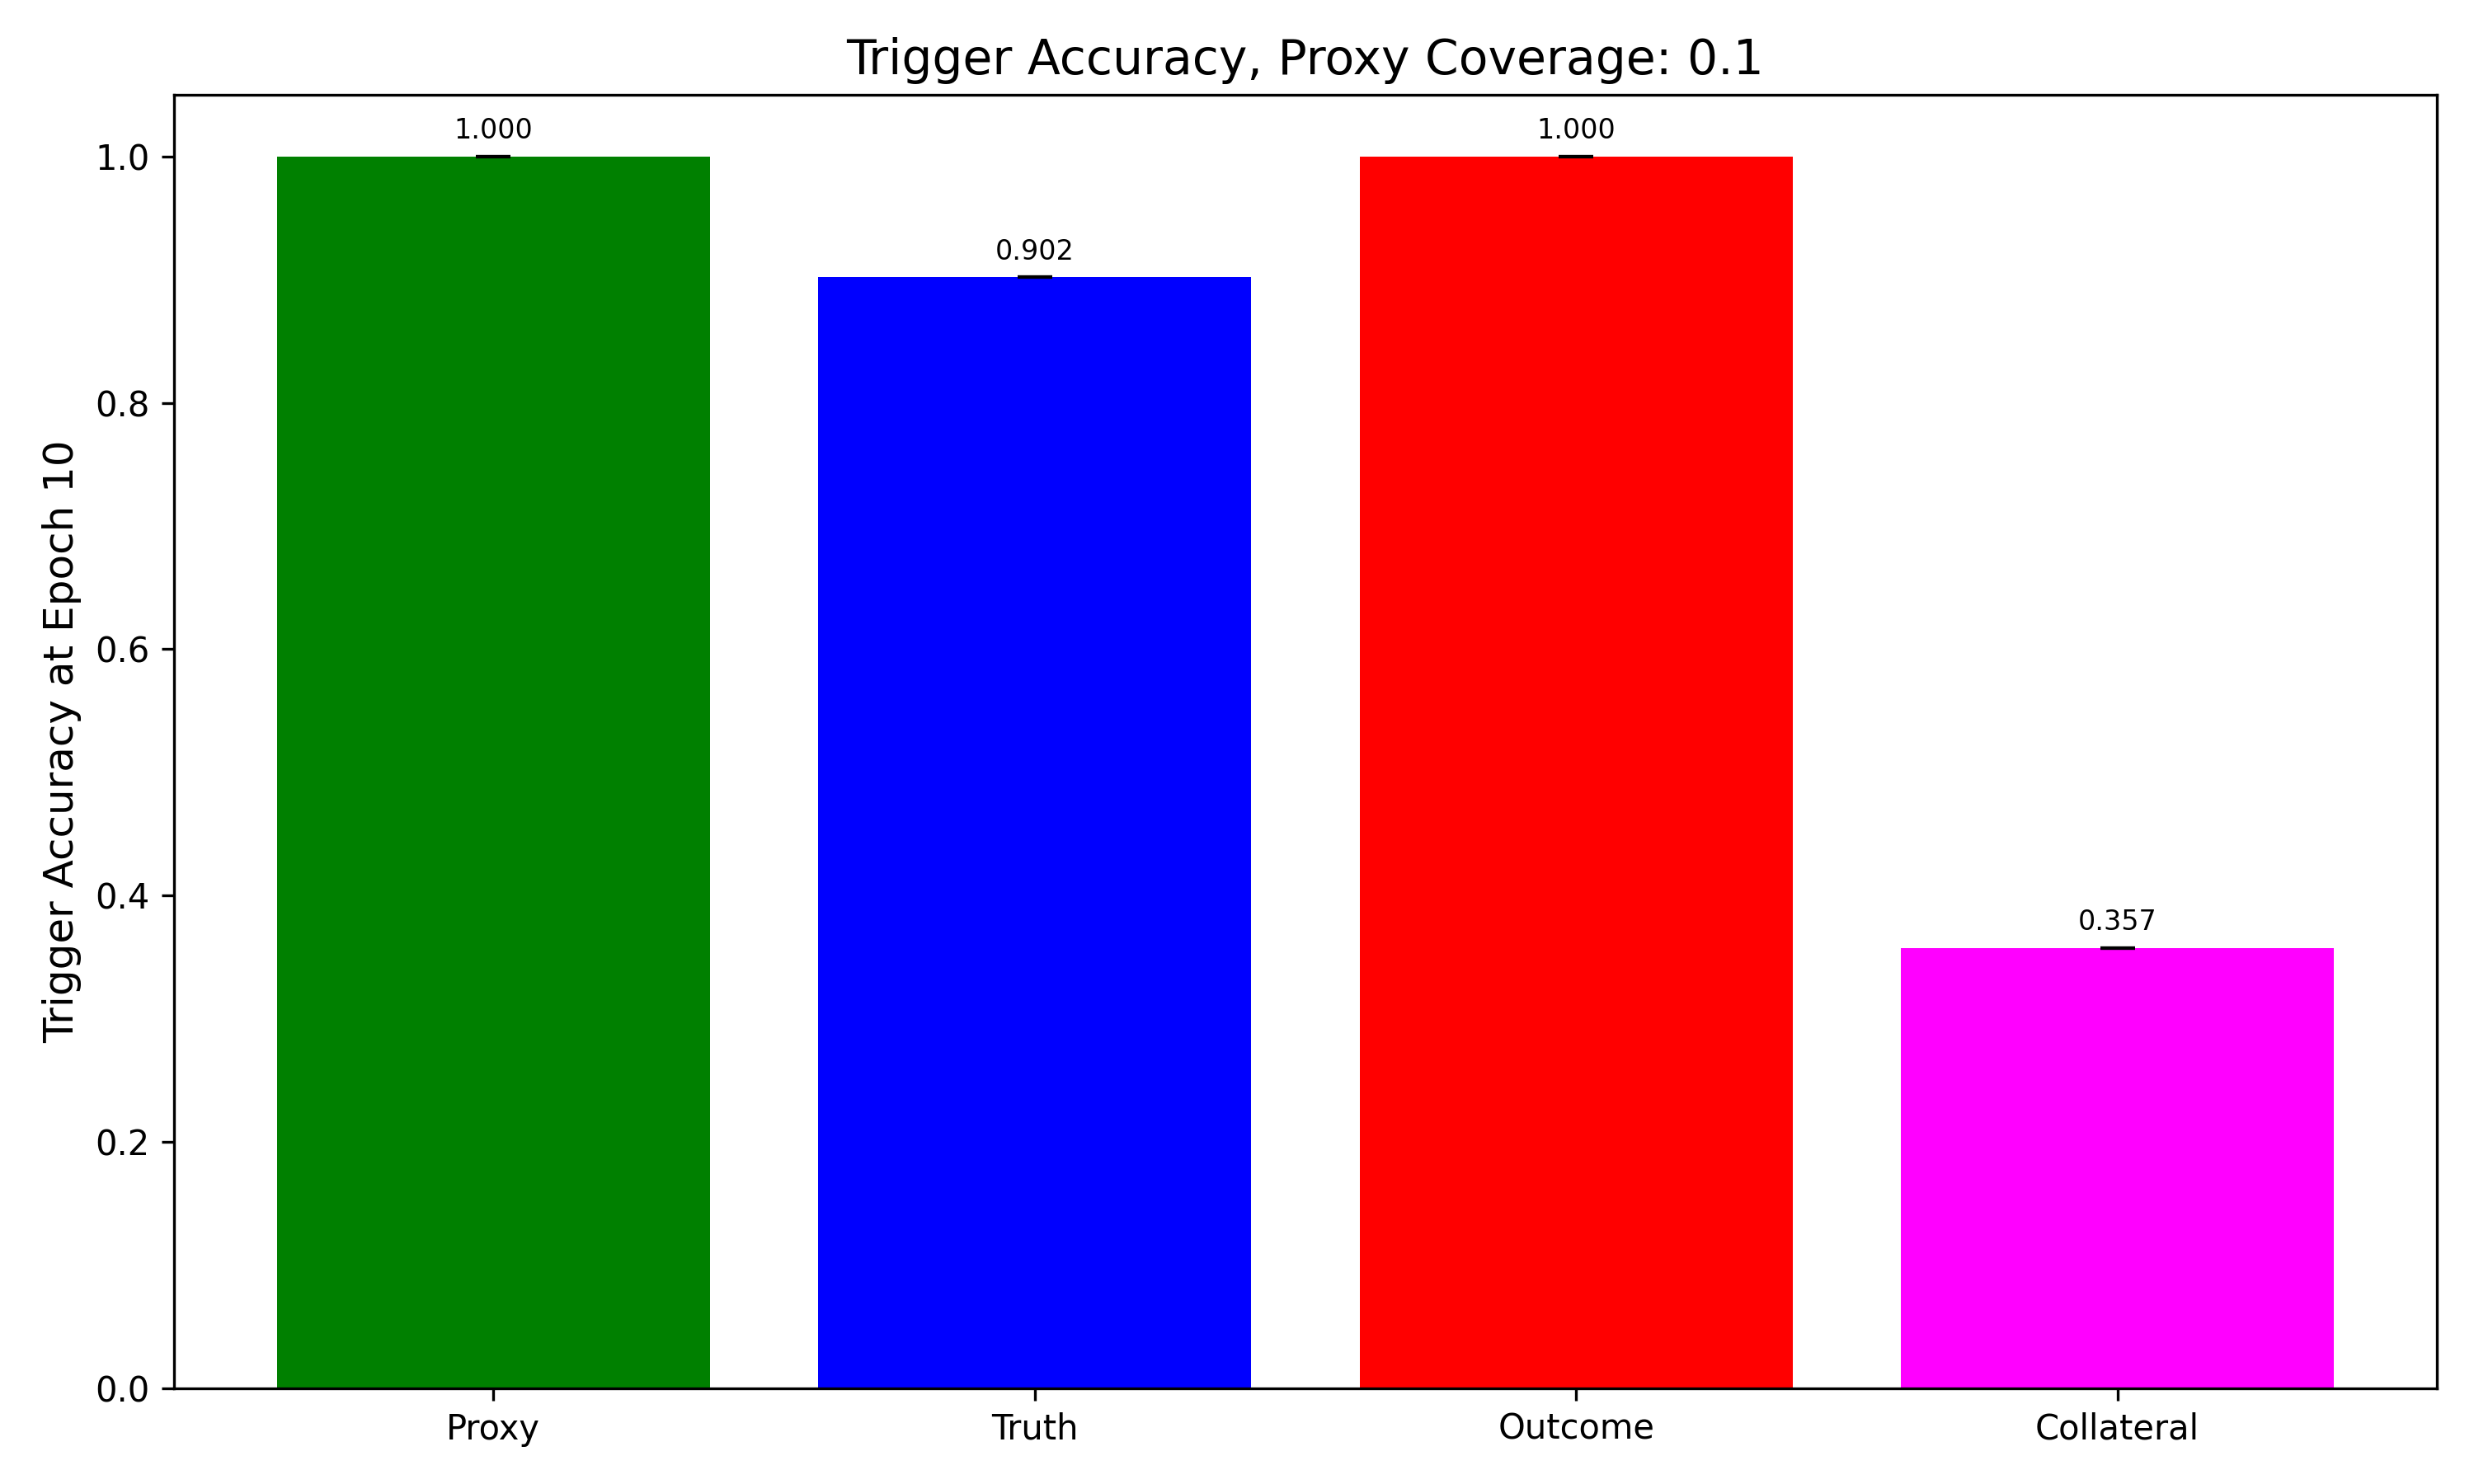 Trigger Accuracy, Proxy Coverage: 0.1
Trigger Accuracy at Epoch 10
1.0
0.8
0.6
0.4
0.2
0.0
1.000
0.902
1.000
0.357
Proxy
Truth
Outcome
Collateral